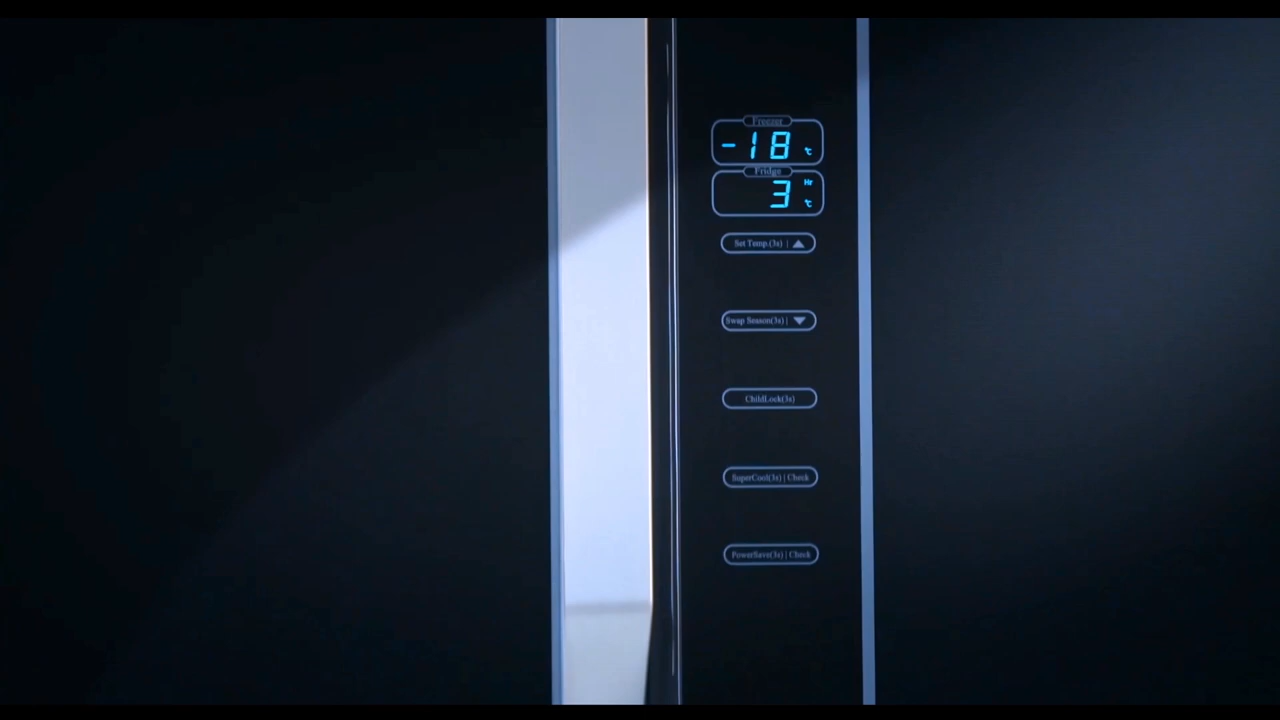 Freezer
-18 ℃
Fridge
3 Hr ℃
Set Temp.(3s) | ▲
Swap Season(3s) | ▼
ChildLock(3s)
SuperCool(3s) | Check
PowerSave(3s) | Check